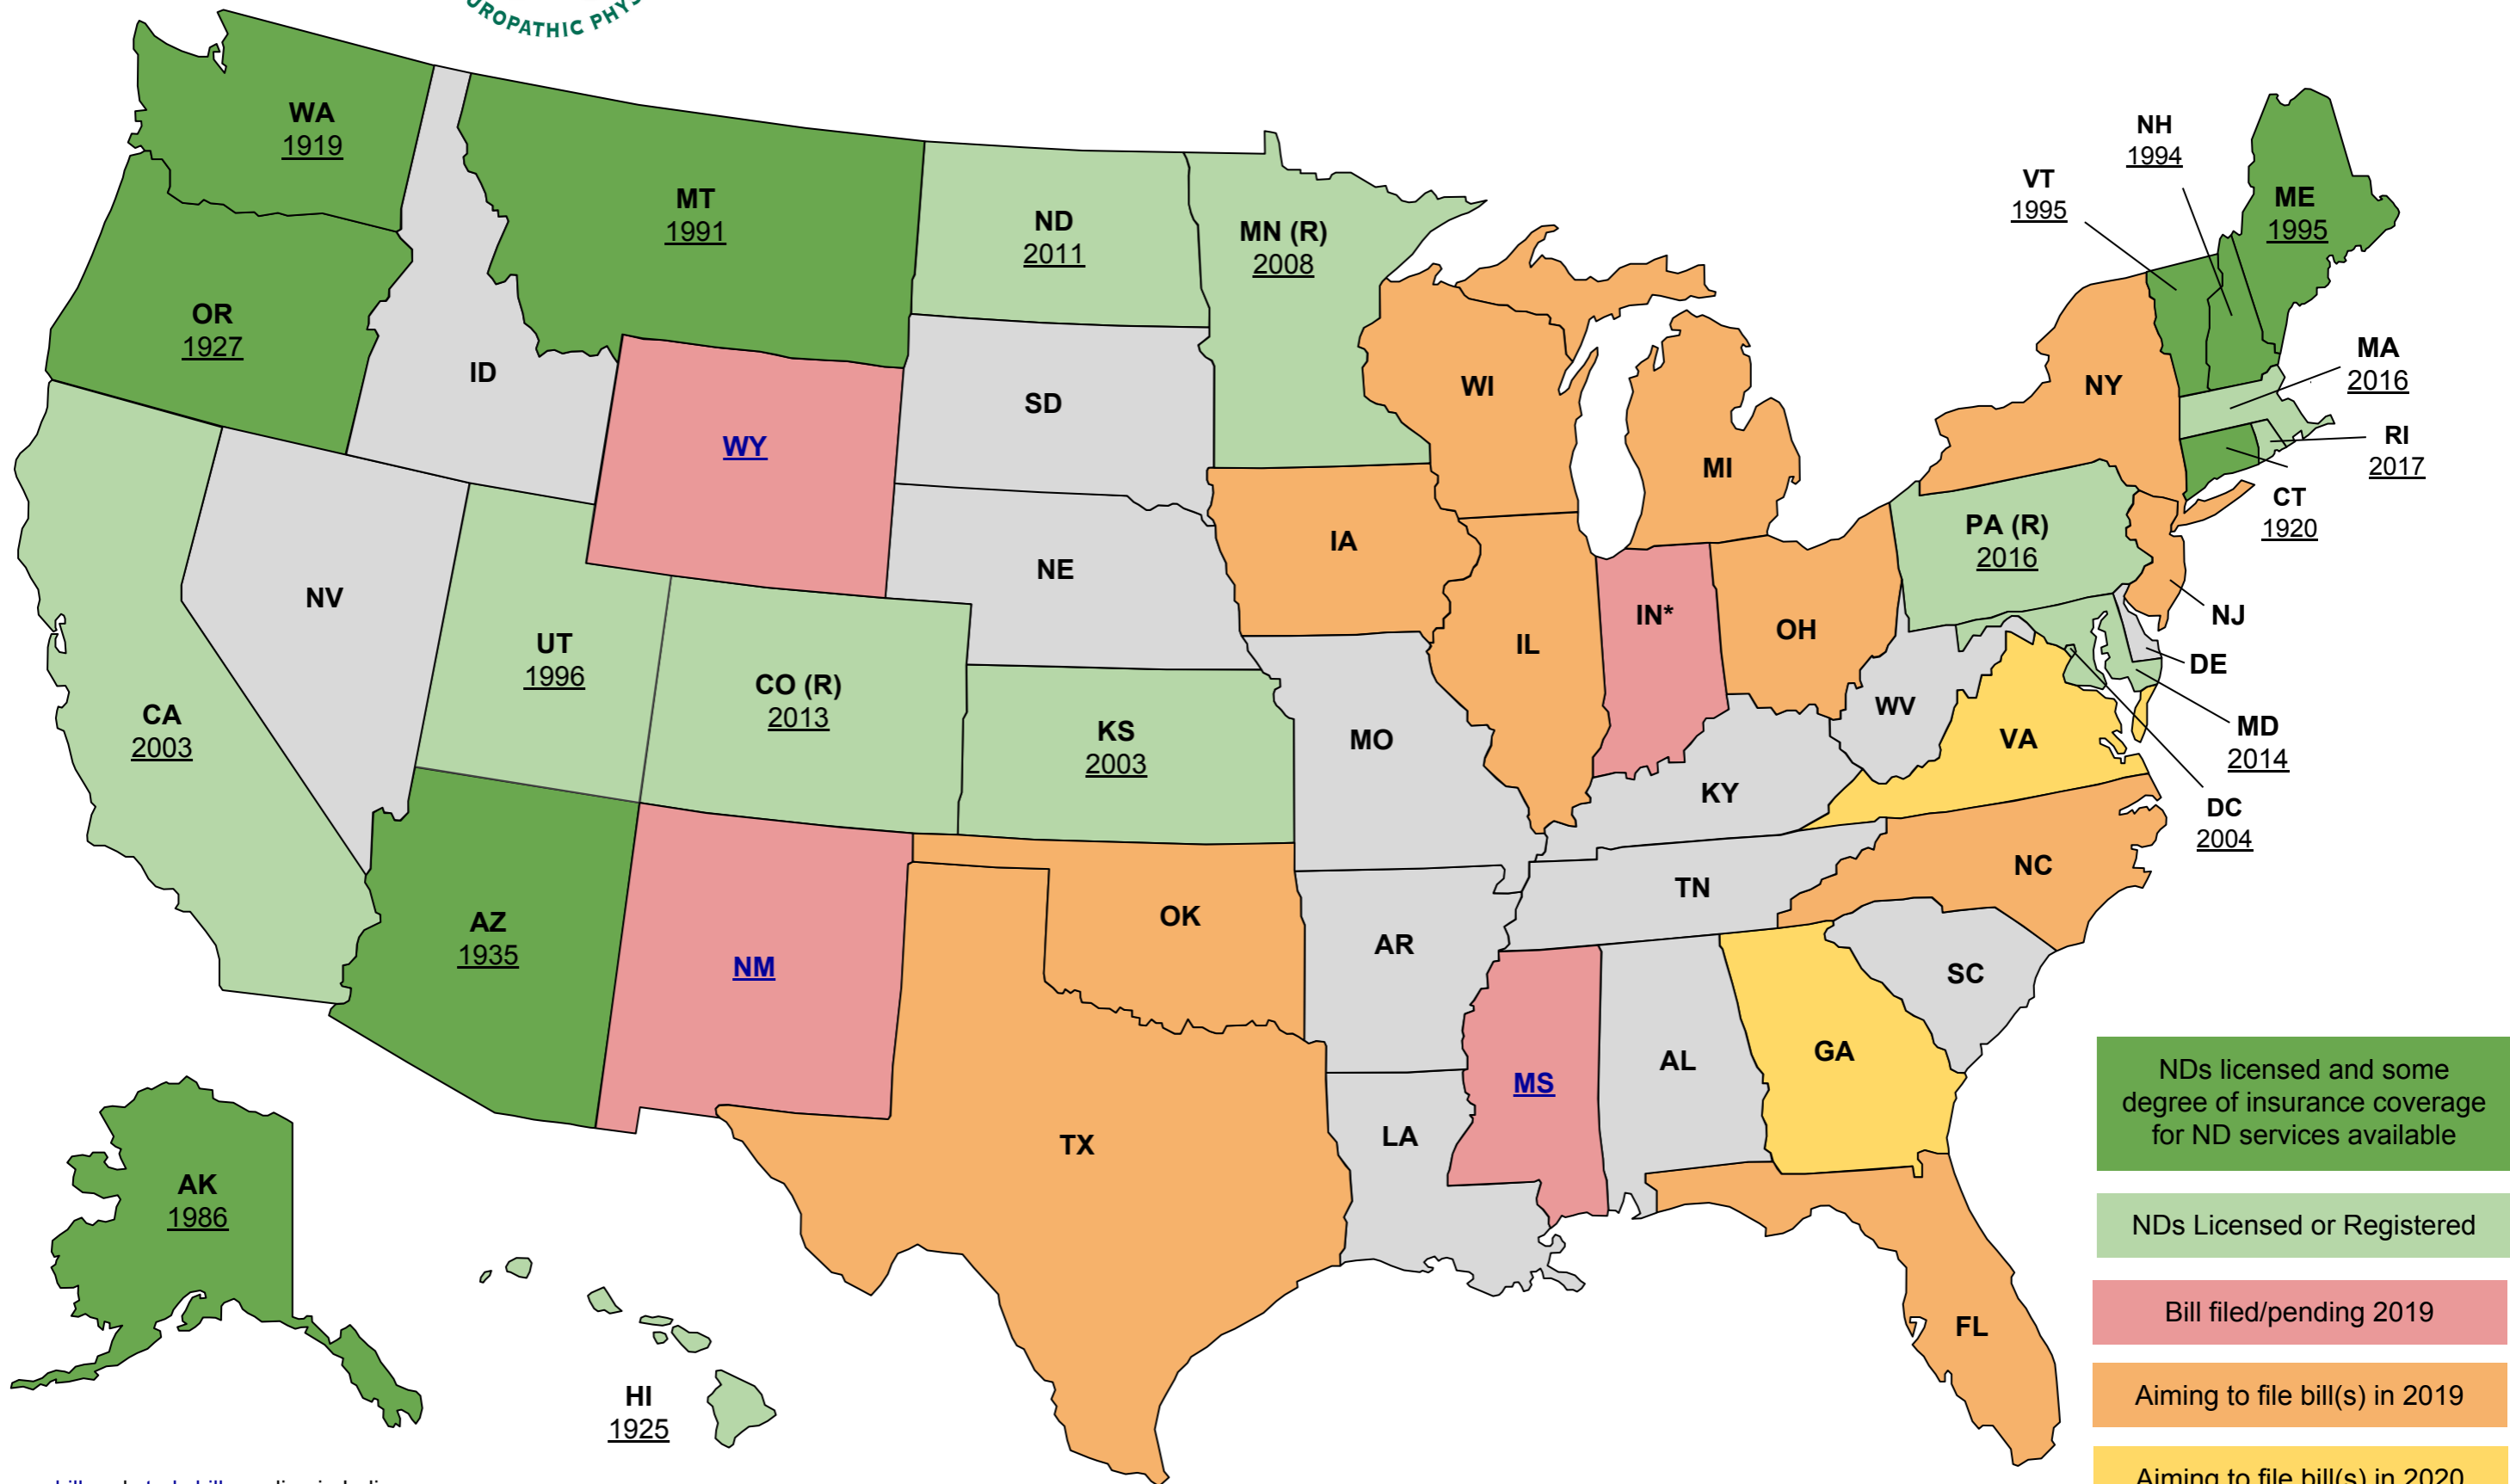 UROPATHIC PHYS
WA
1919
NH
1994
VT
1995
ME
1995
MT
1991
ND
2011
MN (R)
2008
OR
1927
ID
SD
WI
NY
MA
2016
WY
MI
RI
2017
CT
1920
PA (R)
2016
IA
NE
NV
IN*
OH
NJ
IL
UT
1996
DE
CO (R)
2013
WV
CA
2003
KS
2003
MO
VA
MD
2014
KY
DC
2004
NC
TN
OK
AZ
1935
AR
NM
SC
GA
AL
MS
LA
TX
AK
1986
FL
HI
1925
NDs licensed and some
degree of insurance coverage
for ND services available
NDs Licensed or Registered
Bill filed/pending 2019
Aiming to file bill(s) in 2019
Aiming to file bill(s) in 2020